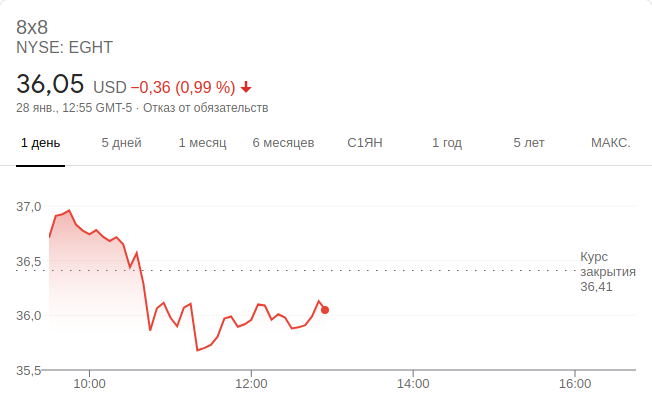 8x8
NYSE: EGHT
36,05 USD −0,36 (0,99 %)
28 янв., 12:55 GMT-5 · Отказ от обязательств
1 день 5 дней 1 месяц 6 месяцев С1ЯН 1 год 5 лет МАКС.
37,0
36,5
36,0
35,5
Курс
закрытия
36,41
10:00 12:00 14:00 16:00